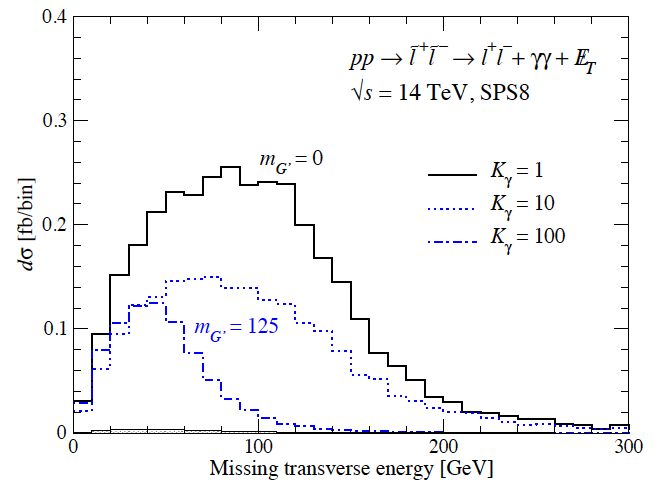 0.4
pp → l̃⁺l̃⁻ → l⁺l⁻ + γγ + E̸_T
√s = 14 TeV, SPS8
0.3
m_G' = 0
K_γ = 1
K_γ = 10
K_γ = 100
0.2
dσ [fb/bin]
m_G' = 125
0.1
0
0 100 200 300
Missing transverse energy [GeV]